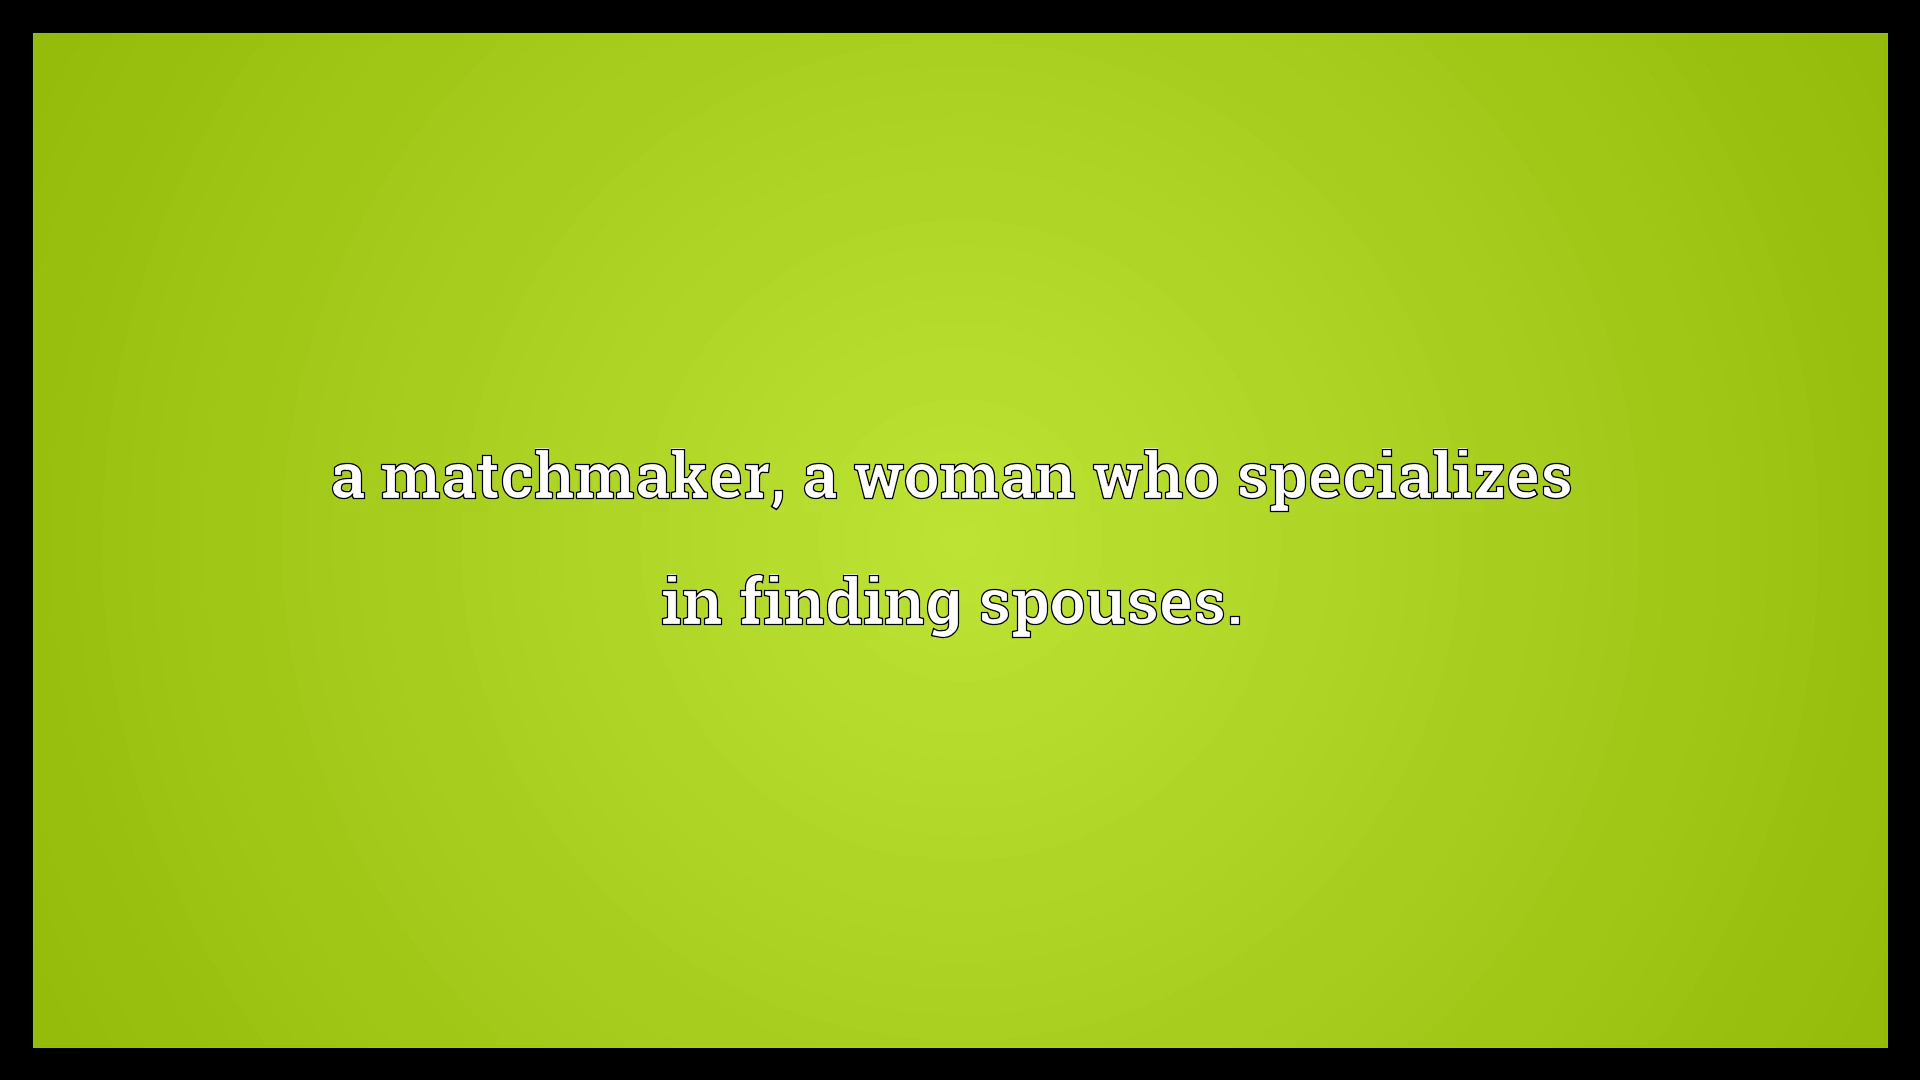 a matchmaker, a woman who specializes
in finding spouses.